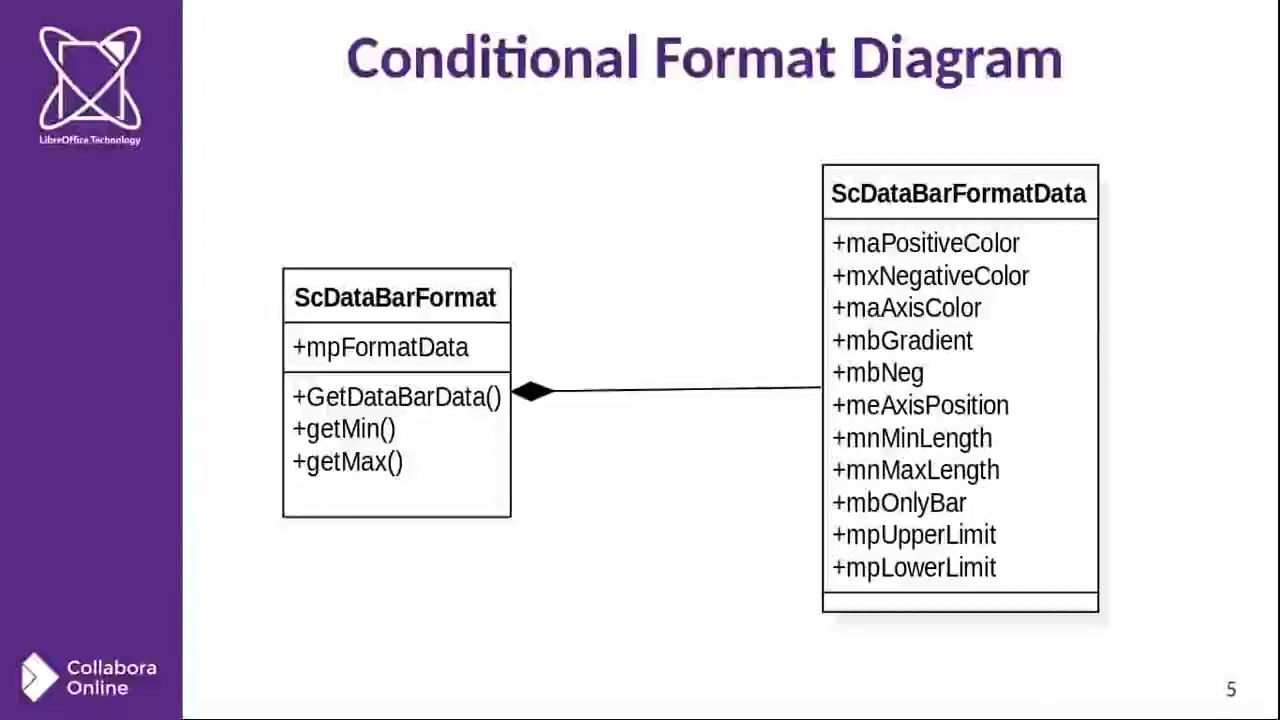 LibreOffice Technology
Conditional Format Diagram
ScDataBarFormat
+mpFormatData
+GetDataBarData()
+getMin()
+getMax()
ScDataBarFormatData
+maPositiveColor
+mxNegativeColor
+maAxisColor
+mbGradient
+mbNeg
+meAxisPosition
+mnMinLength
+mnMaxLength
+mbOnlyBar
+mpUpperLimit
+mpLowerLimit
Collabora
Online
5